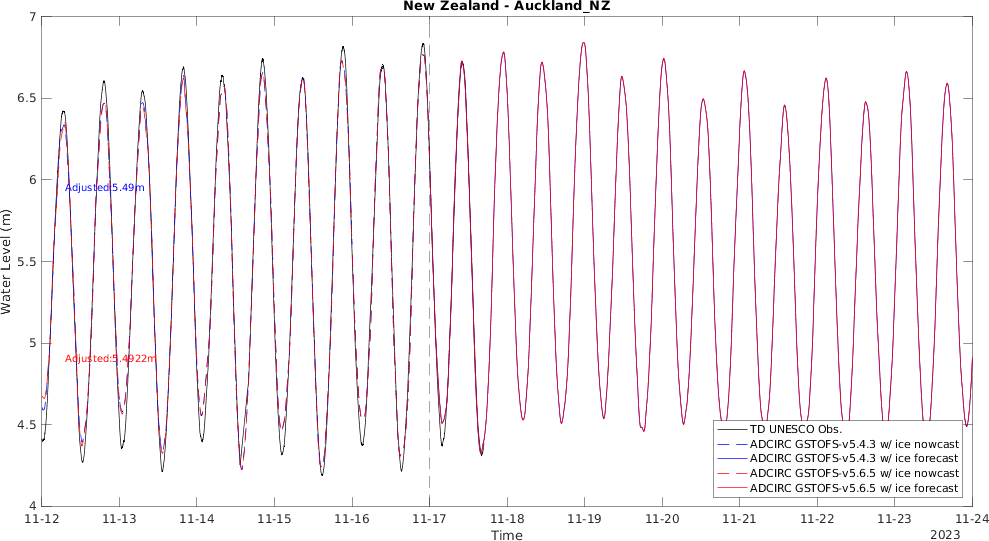 New Zealand - Auckland_NZ
7
6.5
6
5.5
5
4.5
4
Water Level (m)
Adjusted:5.49m
Adjusted:5.4922m
TD UNESCO Obs.
ADCIRC GSTOFS-v5.4.3 w/ ice nowcast
ADCIRC GSTOFS-v5.4.3 w/ ice forecast
ADCIRC GSTOFS-v5.6.5 w/ ice nowcast
ADCIRC GSTOFS-v5.6.5 w/ ice forecast
11-12 11-13 11-14 11-15 11-16 11-17 11-18 11-19 11-20 11-21 11-22 11-23 11-24
Time
2023